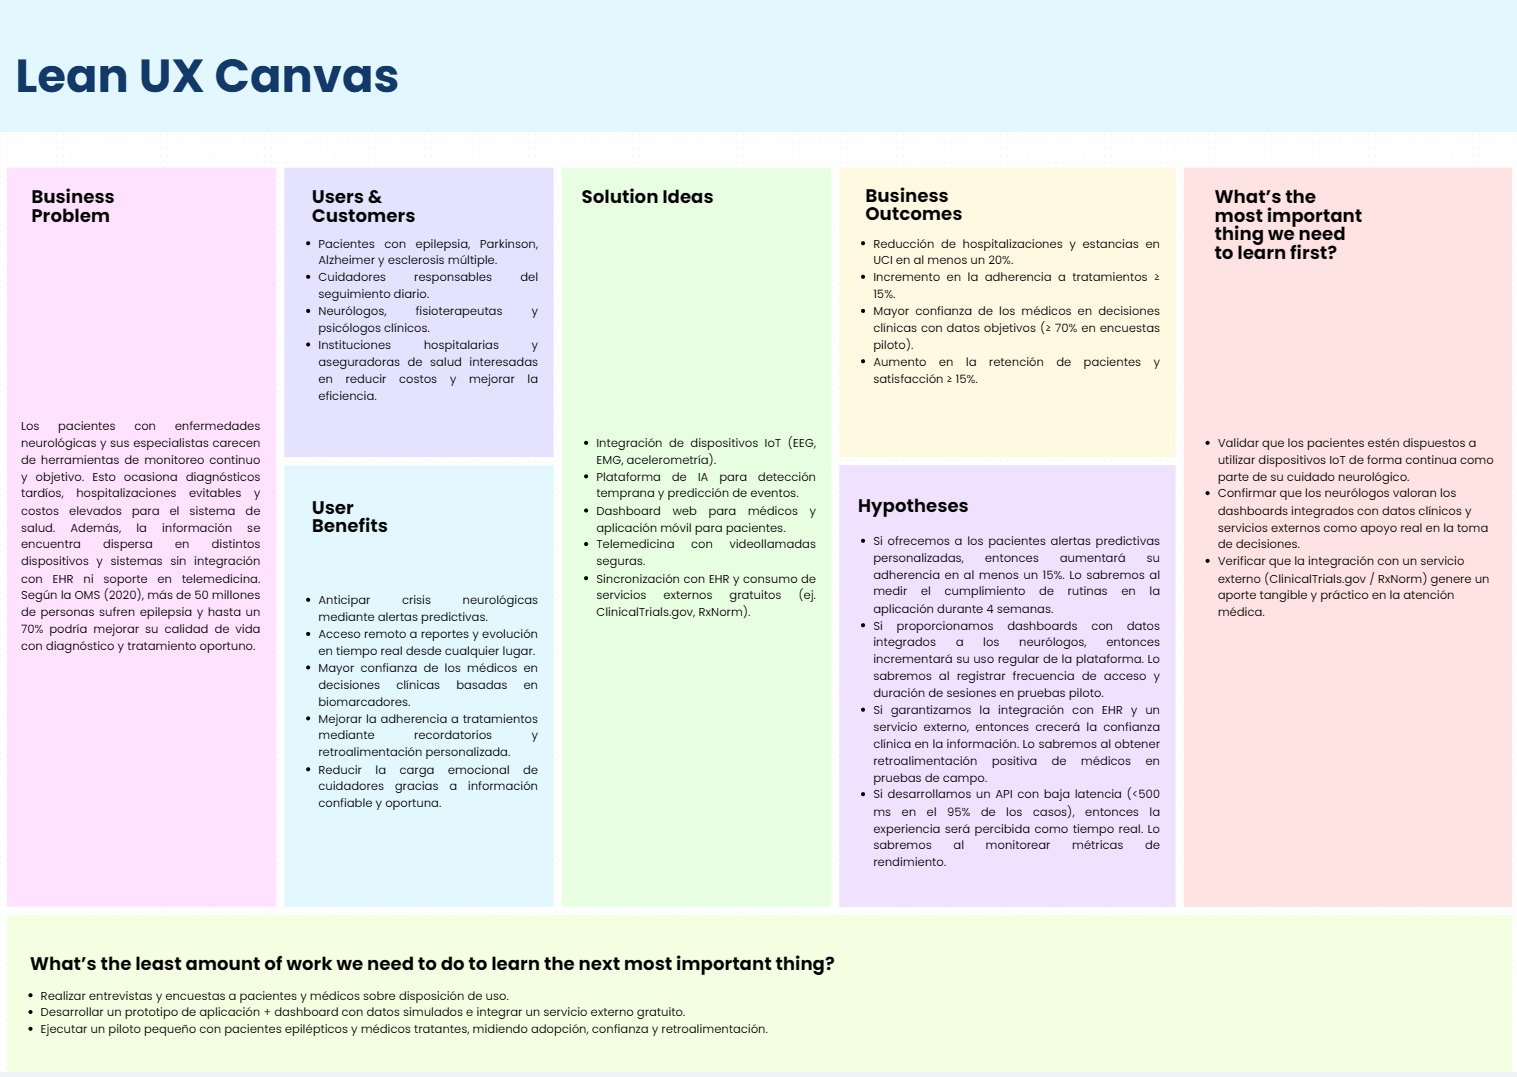 Lean UX Canvas
Business
Problem
Los pacientes con enfermedades
neurológicas y sus especialistas carecen
de herramientas de monitoreo continuo
y objetivo. Esto ocasiona diagnósticos
tardíos, hospitalizaciones evitables y
costos elevados para el sistema de
salud. Además, la información se
encuentra dispersa en distintos
dispositivos y sistemas sin integración
con EHR ni soporte en telemedicina.
Según la OMS (2020), más de 50 millones
de personas sufren epilepsia y hasta un
70% podría mejorar su calidad de vida
con diagnóstico y tratamiento oportuno.
Users &
Customers
• Pacientes con epilepsia, Parkinson,
Alzheimer y esclerosis múltiple.
• Cuidadores responsables del
seguimiento diario.
• Neurólogos, fisioterapeutas y
psicólogos clínicos.
• Instituciones hospitalarias y
aseguradoras de salud interesadas
en reducir costos y mejorar la
eficiencia.
User
Benefits
• Anticipar crisis neurológicas
mediante alertas predictivas.
• Acceso remoto a reportes y evolución
en tiempo real desde cualquier lugar.
• Mayor confianza de los médicos en
decisiones clínicas basadas en
biomarcadores.
• Mejorar la adherencia a tratamientos
mediante recordatorios y
retroalimentación personalizada.
• Reducir la carga emocional de
cuidadores gracias a información
confiable y oportuna.
Solution Ideas
• Integración de dispositivos IoT (EEG,
EMG, acelerometría).
• Plataforma de IA para detección
temprana y predicción de eventos.
• Dashboard web para médicos y
aplicación móvil para pacientes.
• Telemedicina con videollamadas
seguras.
• Sincronización con EHR y consumo de
servicios externos gratuitos (ej.
ClinicalTrials.gov, RxNorm).
Business
Outcomes
• Reducción de hospitalizaciones y estancias en
UCI en al menos un 20%.
• Incremento en la adherencia a tratamientos ≥
15%.
• Mayor confianza de los médicos en decisiones
clínicas con datos objetivos (≥ 70% en encuestas
piloto).
• Aumento en la retención de pacientes y
satisfacción ≥ 15%.
Hypotheses
• Si ofrecemos a los pacientes alertas predictivas
personalizadas, entonces aumentará su
adherencia en al menos un 15%. Lo sabremos al
medir el cumplimiento de rutinas en la
aplicación durante 4 semanas.
• Si proporcionamos dashboards con datos
integrados a los neurólogos, entonces
incrementará su uso regular de la plataforma. Lo
sabremos al registrar frecuencia de acceso y
duración de sesiones en pruebas piloto.
• Si garantizamos la integración con EHR y un
servicio externo, entonces crecerá la confianza
clínica en la información. Lo sabremos al obtener
retroalimentación positiva de médicos en
pruebas de campo.
• Si desarrollamos un API con baja latencia (<500
ms en el 95% de los casos), entonces la
experiencia será percibida como tiempo real. Lo
sabremos al monitorear métricas de
rendimiento.
What's the
most important
thing we need
to learn first?
• Validar que los pacientes estén dispuestos a
utilizar dispositivos IoT de forma continua como
parte de su cuidado neurológico.
• Confirmar que los neurólogos valoran los
dashboards integrados con datos clínicos y
servicios externos como apoyo real en la toma
de decisiones.
• Verificar que la integración con un servicio
externo (ClinicalTrials.gov / RxNorm) genere un
aporte tangible y práctico en la atención
médica.
What's the least amount of work we need to do to learn the next most important thing?
• Realizar entrevistas y encuestas a pacientes y médicos sobre disposición de uso.
• Desarrollar un prototipo de aplicación + dashboard con datos simulados e integrar un servicio externo gratuito.
• Ejecutar un piloto pequeño con pacientes epilépticos y médicos tratantes, midiendo adopción, confianza y retroalimentación.